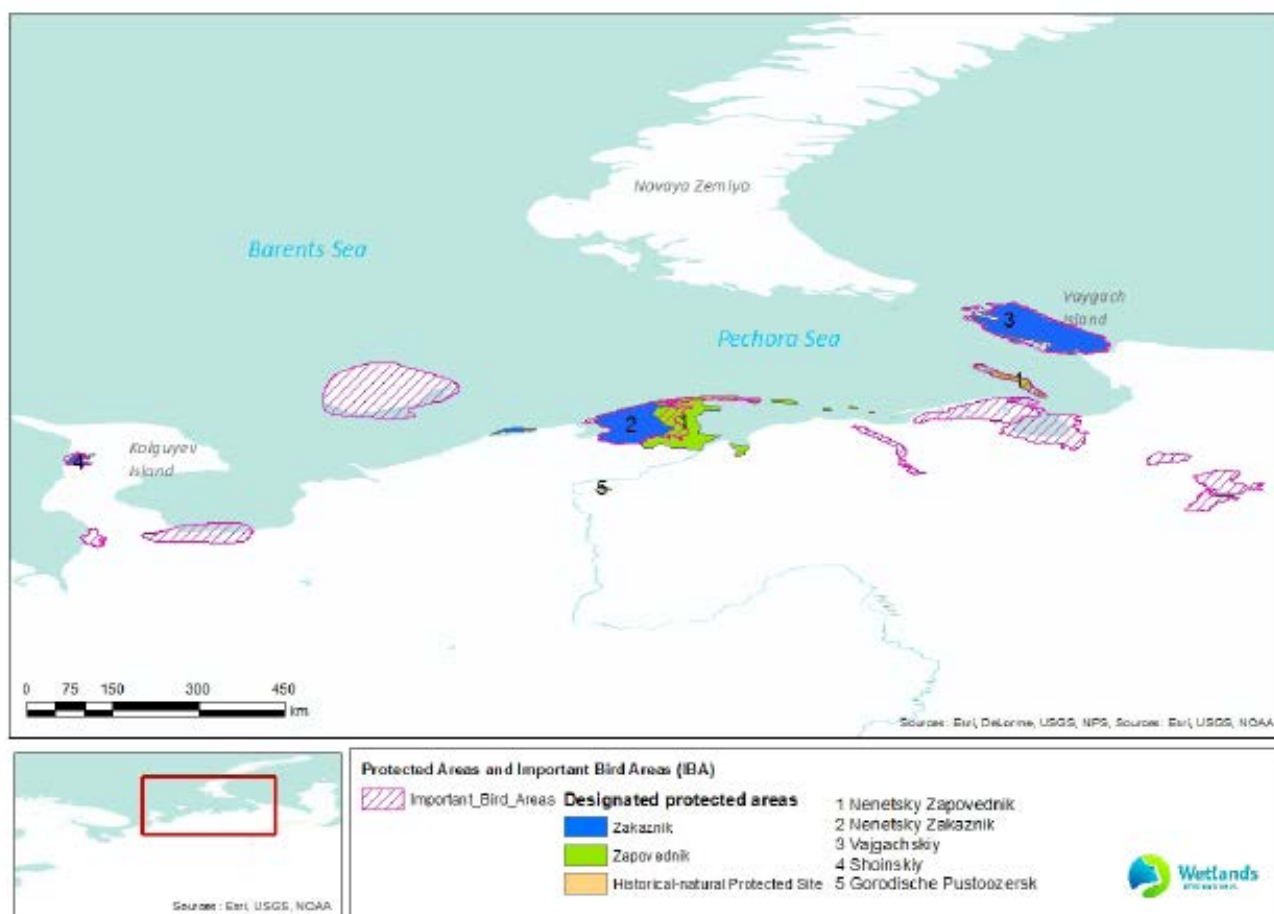 Novaya Zemlya
Barents Sea
Vaygach
Island
3
Pechora Sea
1
2
1
Kolguyev
Island
4
5
0 75 150 300 450
km
Sources: Esri, DeLorme, USGS, NPS, Sources: Esri, USGS, NOAA
Protected Areas and Important Bird Areas (IBA)
Important_Bird_Areas
Designated protected areas
Zakaznik
Zapovednik
Historical-natural Protected Site
1 Nenetsky Zapovednik
2 Nenetsky Zakaznik
3 Vajgachskiy
4 Shoinskiy
5 Gorodische Pustoozersk
Sources: Esri, USGS, NOAA
Wetlands
INTERNATIONAL